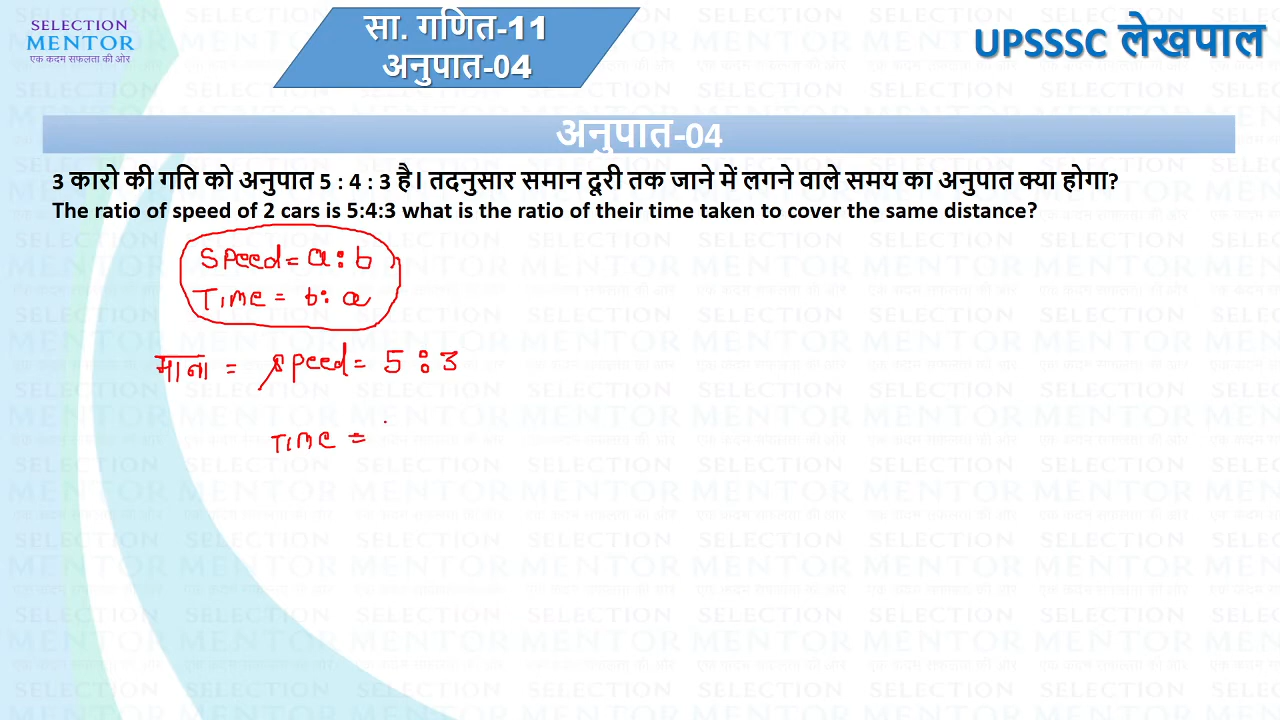 SELECTION
MENTOR
एक कदम सफलता की ओर
सा. गणित-11
अनुपात-04
UPSSSC लेखपाल
अनुपात-04
3 कारो की गति को अनुपात 5 : 4 : 3 है। तदनुसार समान दूरी तक जाने में लगने वाले समय का अनुपात क्या होगा?
The ratio of speed of 2 cars is 5:4:3 what is the ratio of their time taken to cover the same distance?
Speed = a : b
Time = b : a
माना = speed = 5 : 3
Time =